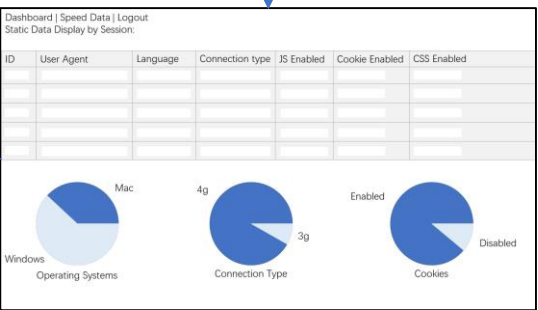 Dashboard | Speed Data | Logout
Static Data Display by Session:
ID User Agent Language Connection type JS Enabled Cookie Enabled CSS Enabled
Mac
Windows
Operating Systems
4g
3g
Connection Type
Enabled
Disabled
Cookies